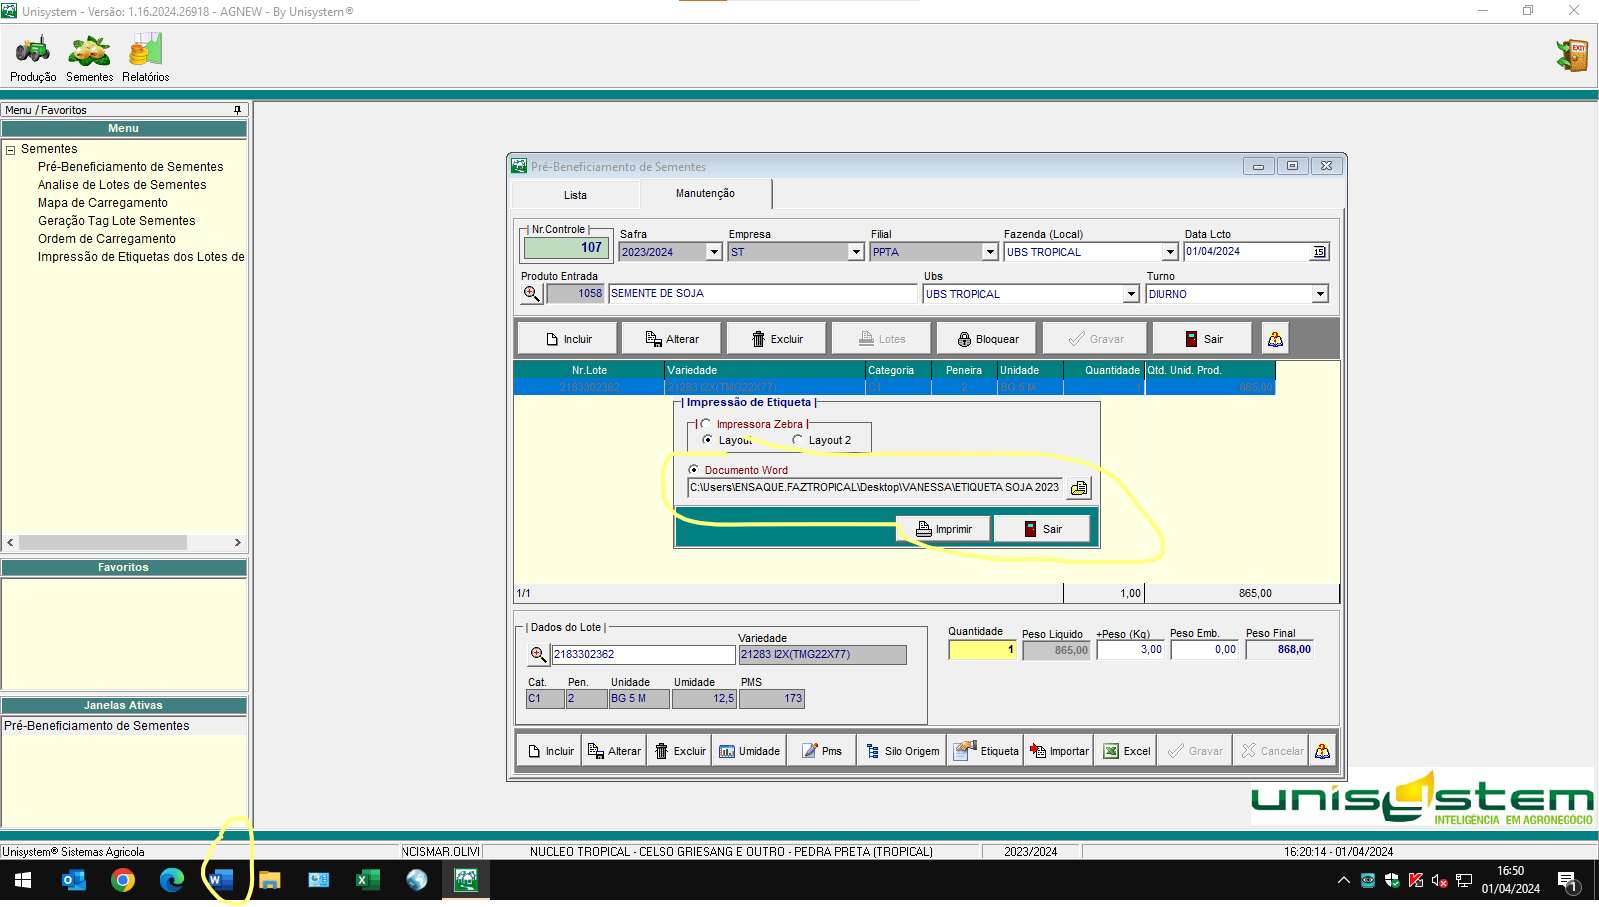 Unisystem - Versão: 1.16.2024.26918 - AGNEW - By Unisystem ®
Produção Sementes Relatórios
EXIT
Menu / Favoritos
Menu
Sementes
Pré-Beneficiamento de Sementes
Analise de Lotes de Sementes
Mapa de Carregamento
Geração Tag Lote Sementes
Ordem de Carregamento
Impressão de Etiquetas dos Lotes de
Favoritos
Janelas Ativas
Pré-Beneficiamento de Sementes
Pré-Beneficiamento de Sementes
Lista Manutenção
Nr.Controle Safra Empresa Filial Fazenda (Local) Data Lcto
107 2023/2024 ST PPTA UBS TROPICAL 01/04/2024 15
Produto Entrada Ubs Turno
1058 SEMENTE DE SOJA UBS TROPICAL DIURNO
Incluir Alterar Excluir Lotes Bloquear Gravar Sair
Nr.Lote Variedade Categoria Peneira Unidade Quantidade Qtd. Unid. Prod.
2183302362 21283 I2X(TMG22X77) C1 2 BG 5 M 1 865,00
Impressão de Etiqueta
Impressora Zebra
Layout Layout 2
Documento Word
C:\Users\ENSAQUE.FAZTROPICAL\Desktop\VANESSA\ETIQUETA SOJA 2023
Imprimir Sair
1/1 1,00 865,00
Dados do Lote
Variedade
2183302362 21283 I2X(TMG22X77)
Cat. Pen. Unidade Umidade PMS
C1 2 BG 5 M 12,5 173
Quantidade Peso Liquido +Peso (Kg) Peso Emb. Peso Final
1 865,00 3,00 0,00 868,00
Incluir Alterar Excluir Umidade Pms Silo Origem Etiqueta Importar Excel Gravar Cancelar
unisystem
INTELIGÊNCIA EM AGRONEGÓCIO
Unisystem® Sistemas Agricola NCISMAR.OLIVI NUCLEO TROPICAL - CELSO GRIESANG E OUTRO - PEDRA PRETA (TROPICAL) 2023/2024 16:20:14 - 01/04/2024
16:50
01/04/2024
1